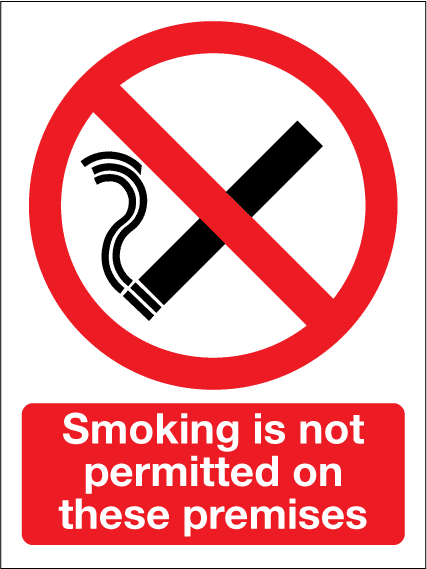 Smoking is not
permitted on
these premises